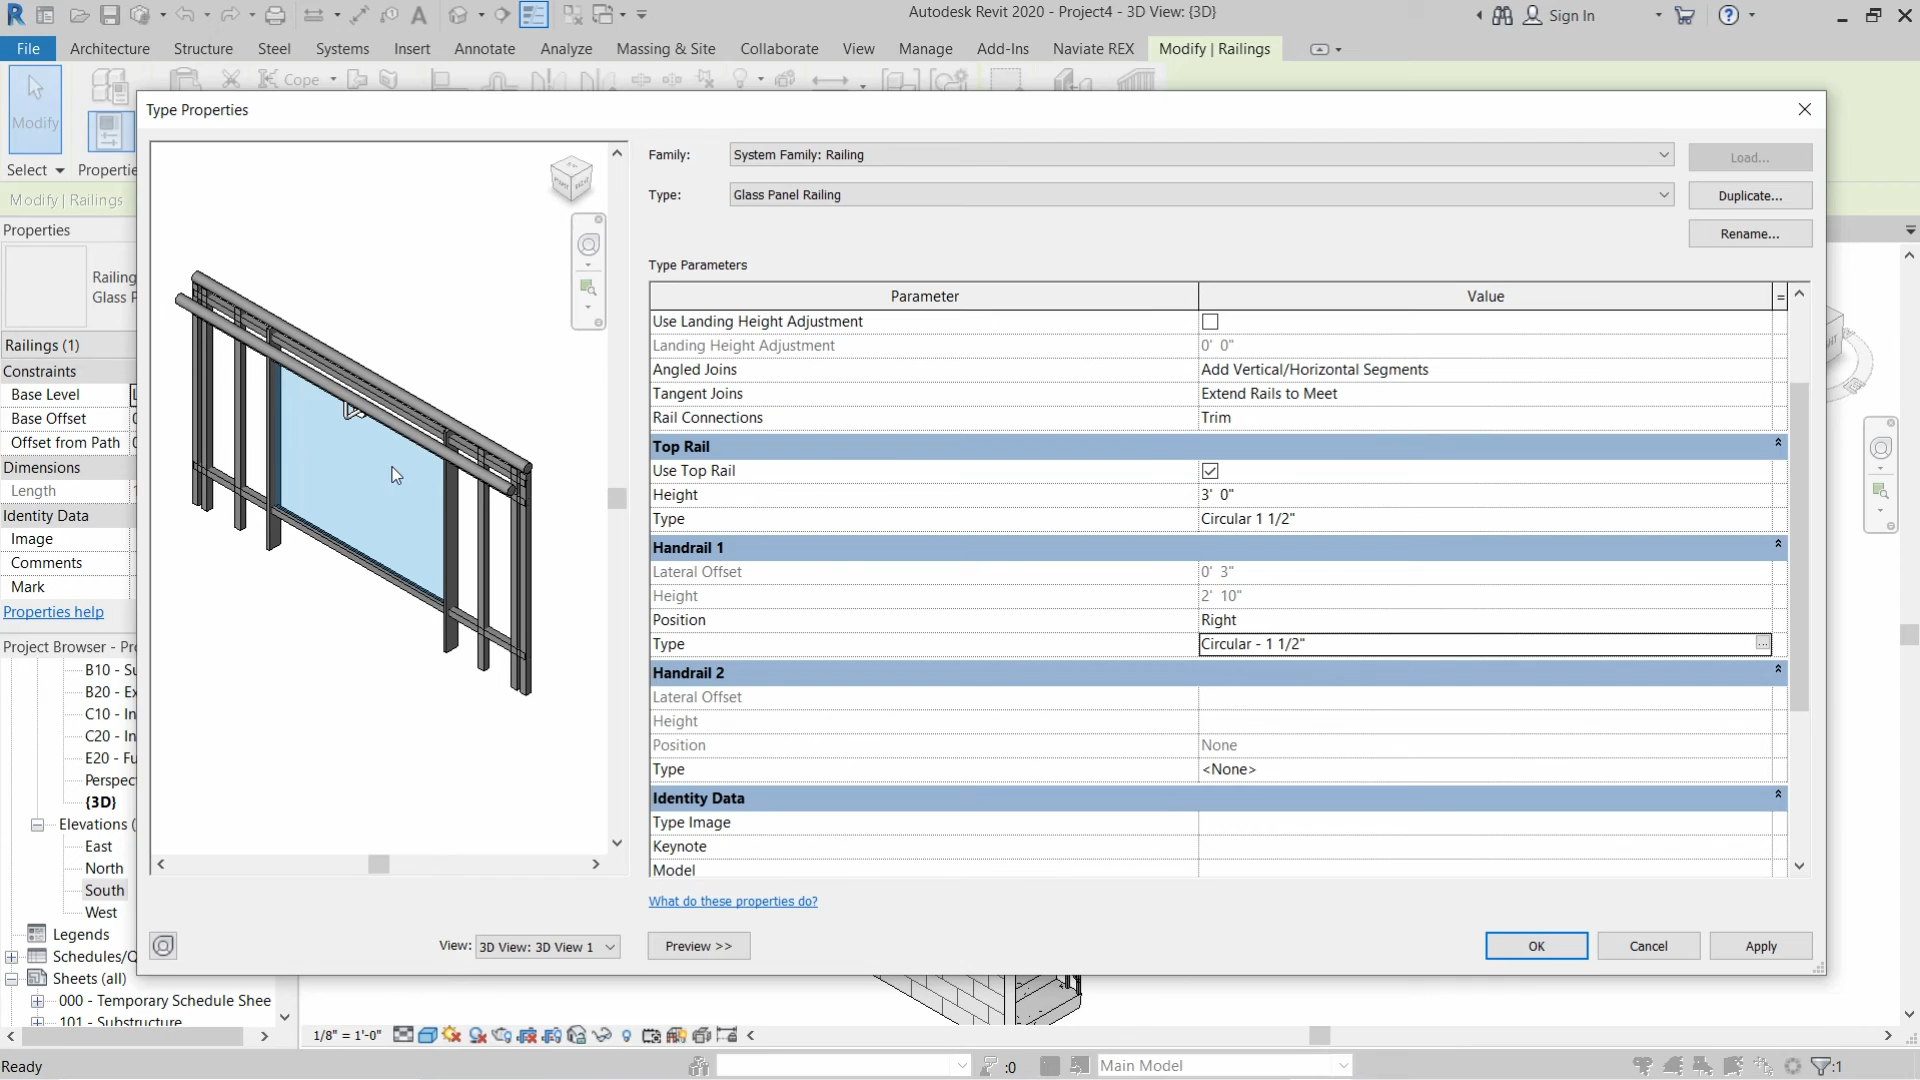 Autodesk Revit 2020 - Project4 - 3D View: {3D}
Sign In
File
Architecture
Structure
Steel
Systems
Insert
Annotate
Analyze
Massing & Site
Collaborate
View
Manage
Add-Ins
Naviate REX
Modify | Railings
Cope
Modify
Select
Properti
Modify | Railings
Type Properties
Family:
System Family: Railing
Load...
Type:
Glass Panel Railing
Duplicate...
Rename...
Type Parameters
Parameter
Value
=
Use Landing Height Adjustment
Landing Height Adjustment
0' 0"
Angled Joins
Add Vertical/Horizontal Segments
Tangent Joins
Extend Rails to Meet
Rail Connections
Trim
Top Rail
Use Top Rail
Height
3' 0"
Type
Circular 1 1/2"
Handrail 1
Lateral Offset
0' 3"
Height
2' 10"
Position
Right
Type
Circular - 1 1/2"
Handrail 2
Lateral Offset
Height
Position
None
Type
<None>
Identity Data
Type Image
Keynote
Model
What do these properties do?
View:
3D View: 3D View 1
Preview >>
OK
Cancel
Apply
Properties
Railing
Glass P
Railings (1)
Constraints
Base Level
Base Offset
Offset from Path
Dimensions
Length
Identity Data
Image
Comments
Mark
Properties help
Project Browser - Pr
B10 - Su
B20 - Ex
C10 - In
C20 - In
E20 - Fu
Perspec
{3D}
Elevations (
East
North
South
West
Legends
Schedules/Q
Sheets (all)
000 - Temporary Schedule Shee
101 - Substructure
1/8" = 1'-0"
Ready
:0
Main Model
:1